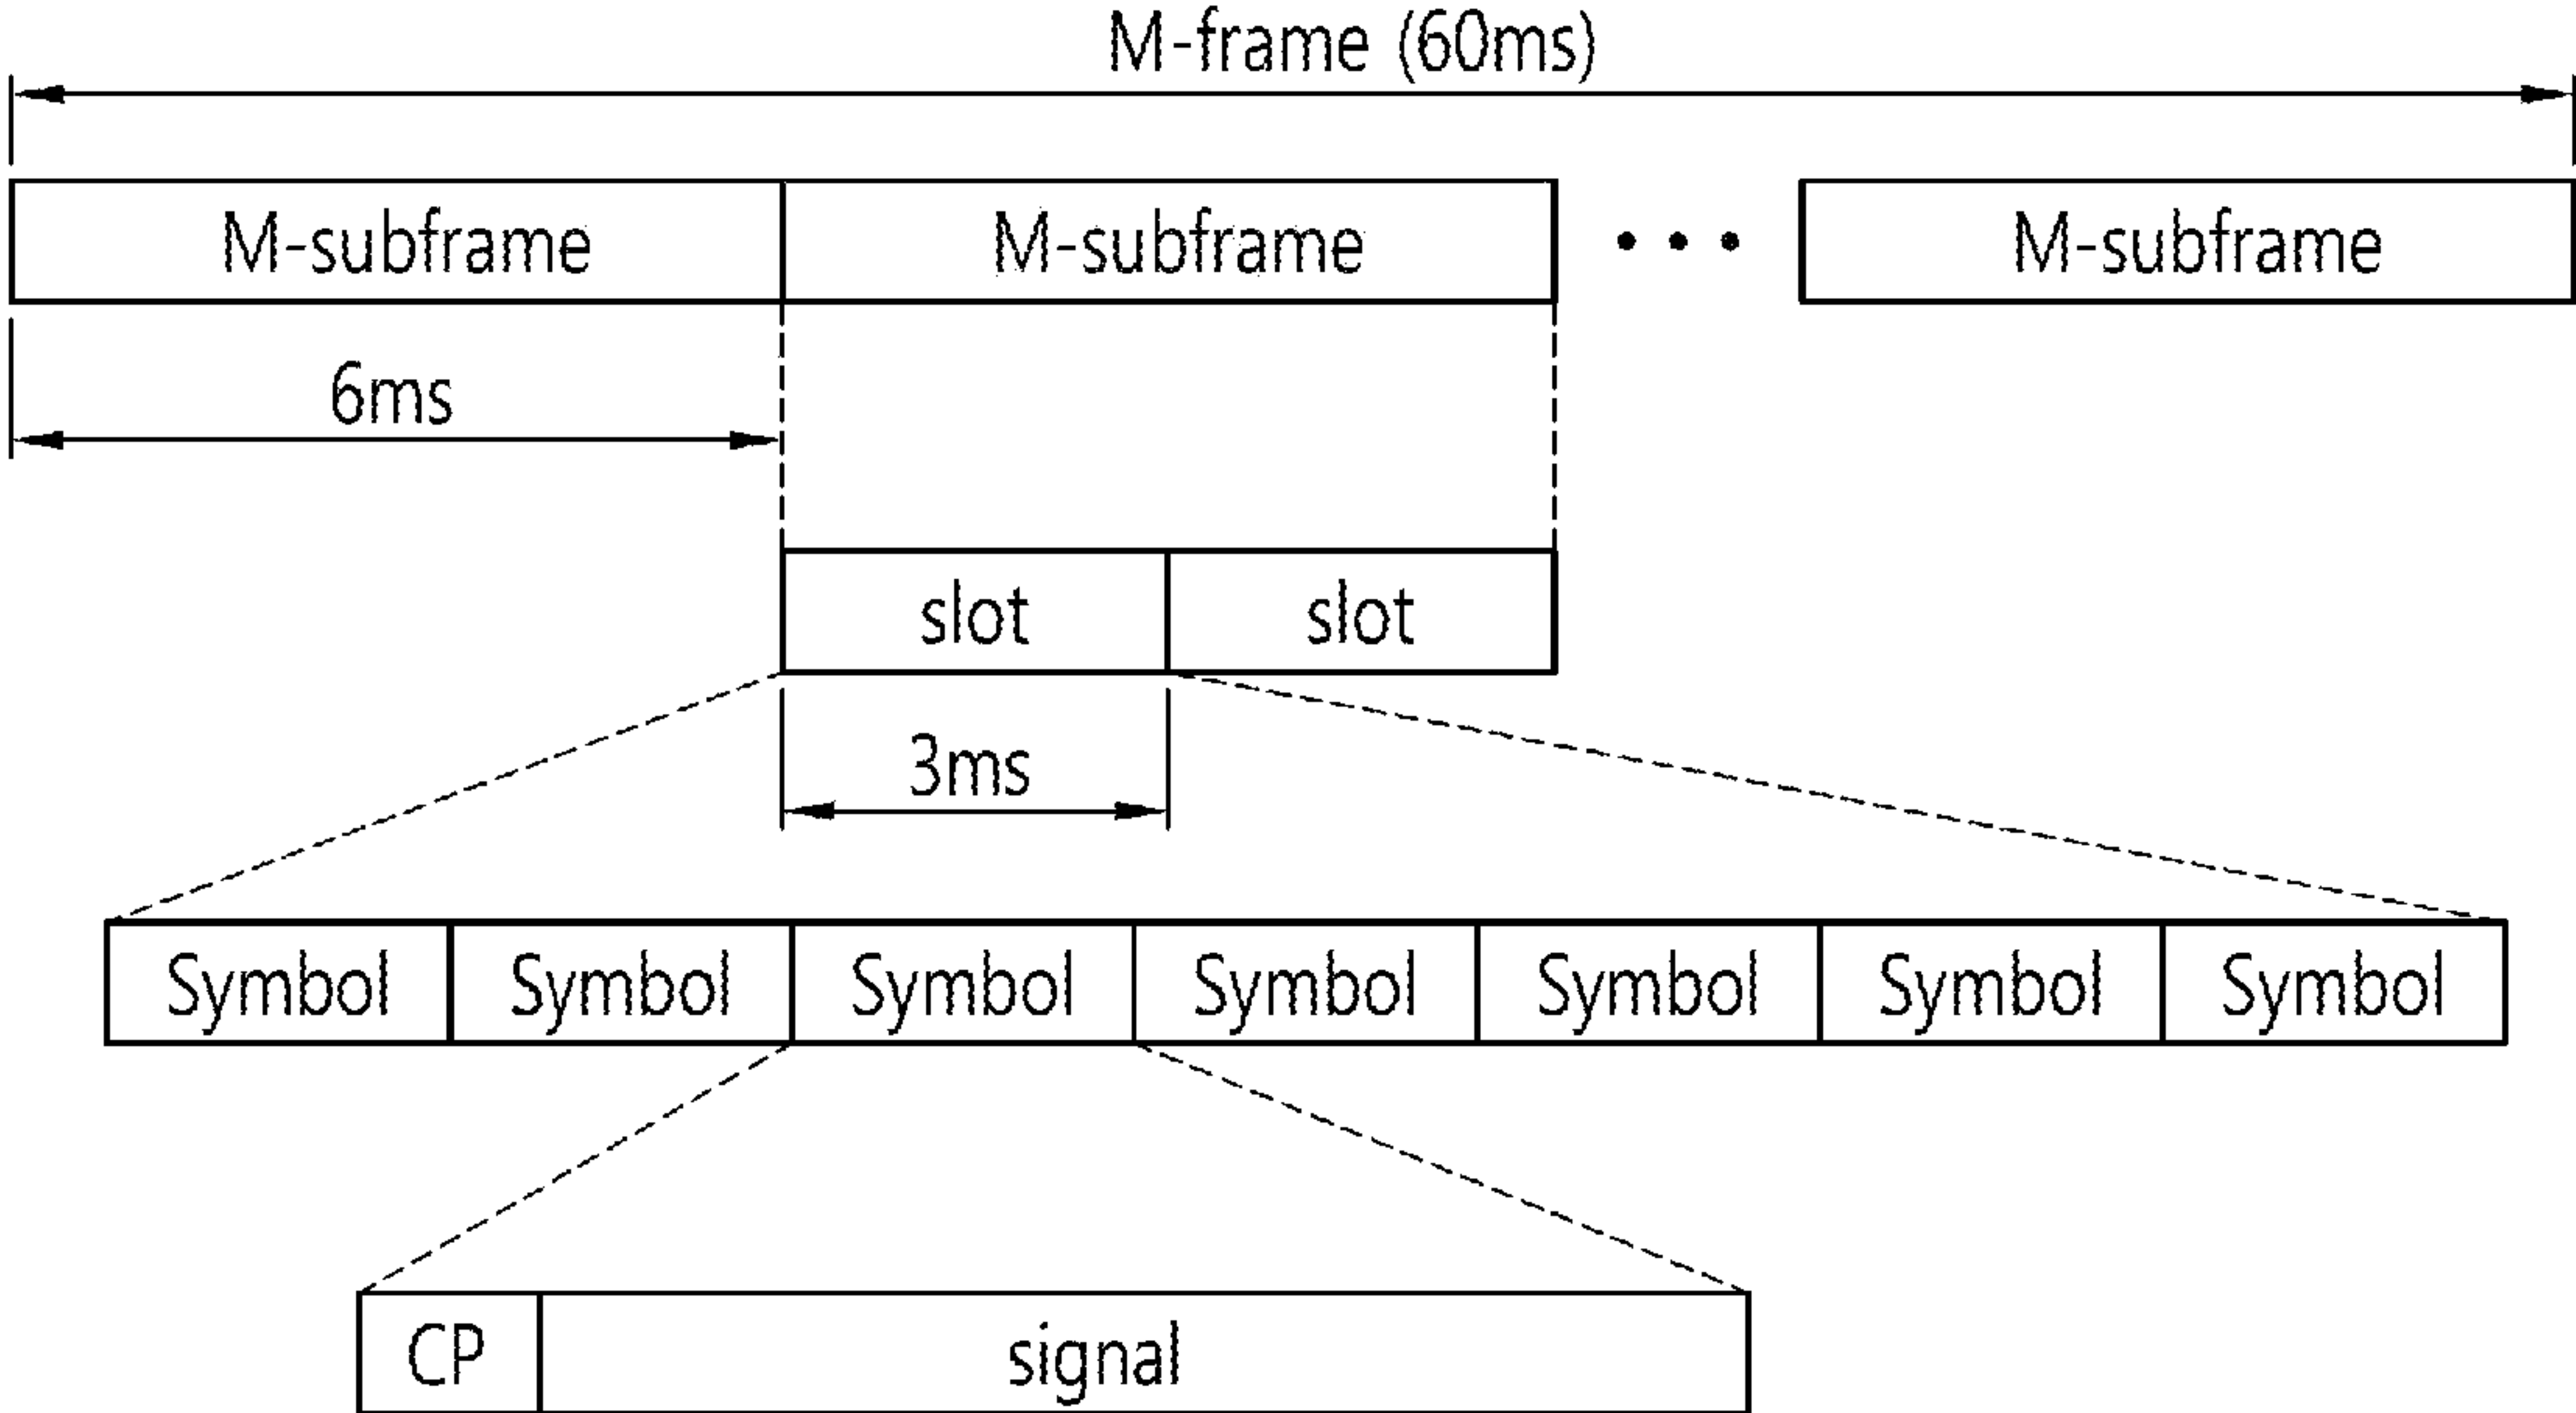 M-frame (60ms)
M-subframe M-subframe • • • M-subframe
6ms
slot slot
3ms
Symbol Symbol Symbol Symbol Symbol Symbol Symbol
CP signal